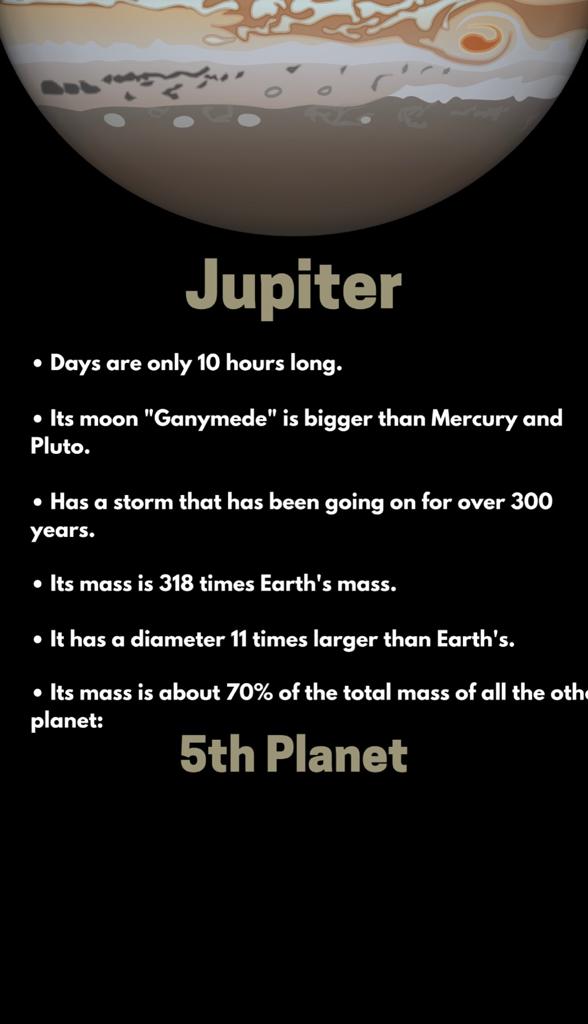 Jupiter
• Days are only 10 hours long.
• Its moon "Ganymede" is bigger than Mercury and
Pluto.
• Has a storm that has been going on for over 300
years.
• Its mass is 318 times Earth's mass.
• It has a diameter 11 times larger than Earth's.
• Its mass is about 70% of the total mass of all the othe
planet:
5th Planet